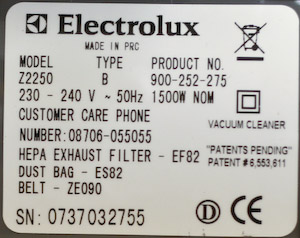 Electrolux
MADE IN PRC
MODEL TYPE PRODUCT NO.
Z2250 B 900-252-275
230 - 240 V ~ 50Hz 1500W NOM
CUSTOMER CARE PHONE
NUMBER:08706-055055
VACUUM CLEANER
HEPA EXHAUST FILTER - EF82
"PATENTS PENDING"
PATENT # 6,553,611
DUST BAG - ES82
BELT - ZE090
SN: 0737032755
D CE